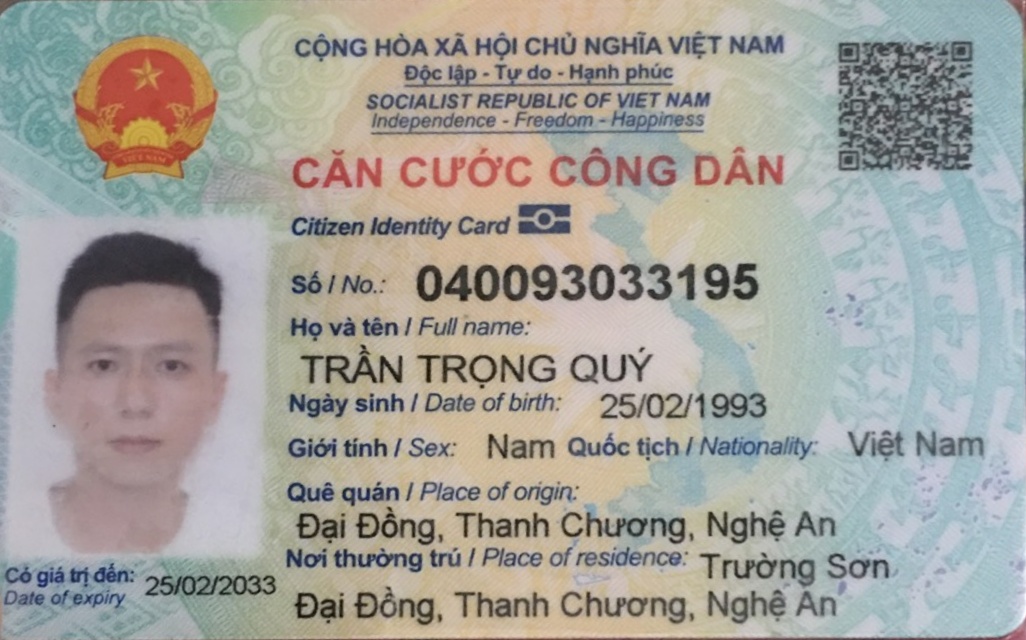 CỘNG HÒA XÃ HỘI CHỦ NGHĨA VIỆT NAM
Độc lập - Tự do - Hạnh phúc
SOCIALIST REPUBLIC OF VIET NAM
Independence - Freedom - Happiness
CĂN CƯỚC CÔNG DÂN
Citizen Identity Card
Số / No.: 040093033195
Họ và tên / Full name:
TRẦN TRỌNG QUÝ
Ngày sinh / Date of birth: 25/02/1993
Giới tính / Sex: Nam Quốc tịch / Nationality: Việt Nam
Quê quán / Place of origin:
Đại Đồng, Thanh Chương, Nghệ An
Nơi thường trú / Place of residence: Trường Sơn
Đại Đồng, Thanh Chương, Nghệ An
Có giá trị đến: 25/02/2033
Date of expiry
VIỆT NAM